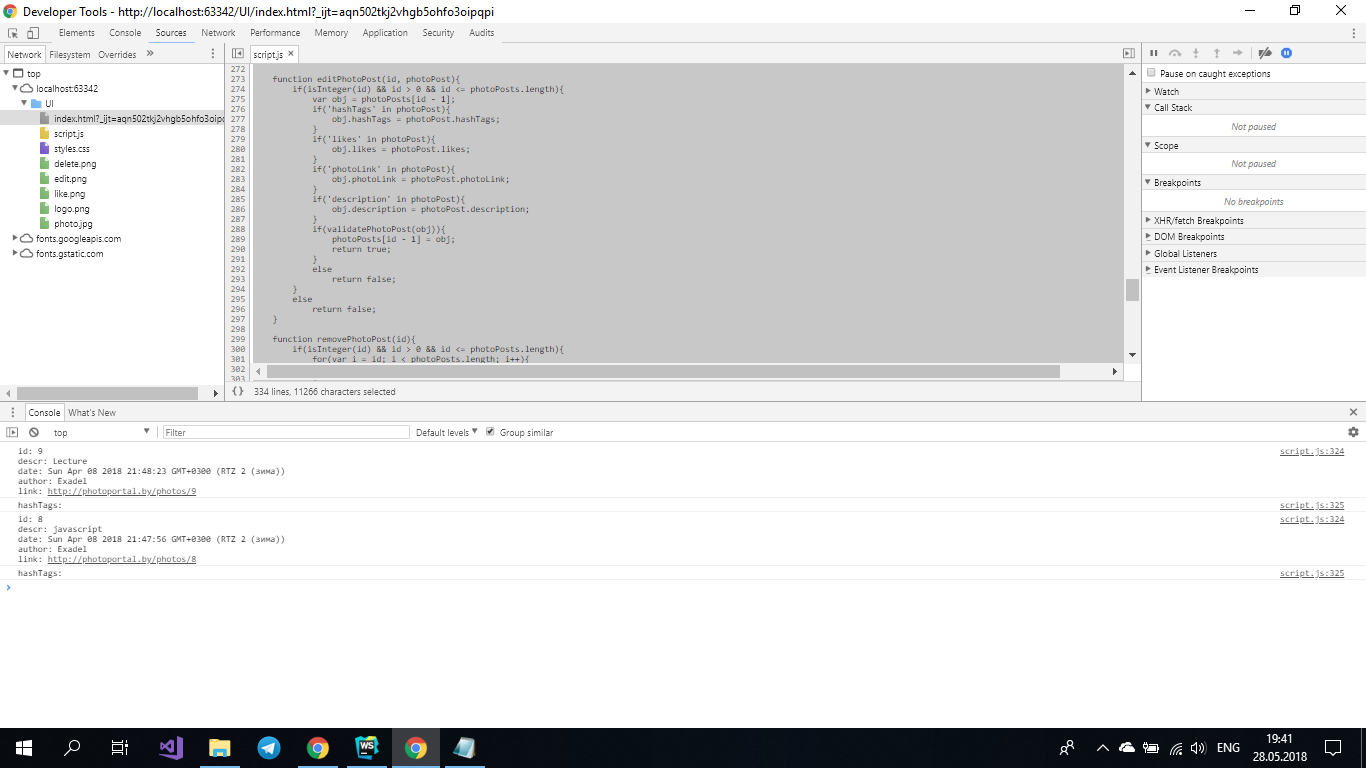 Developer Tools - http://localhost:63342/UI/index.html?_ijt=aqn502tkj2vhgb5ohfo3oipqpi
Elements Console Sources Network Performance Memory Application Security Audits
Network Filesystem Overrides »
script.js ×
top
localhost:63342
UI
index.html?_ijt=aqn502tkj2vhgb5ohfo3oipq
script.js
styles.css
delete.png
edit.png
like.png
logo.png
photo.jpg
fonts.googleapis.com
fonts.gstatic.com
272
273 function editPhotoPost(id, photoPost){
274 if(isInteger(id) && id > 0 && id <= photoPosts.length){
275 var obj = photoPosts[id - 1];
276 if('hashTags' in photoPost){
277 obj.hashTags = photoPost.hashTags;
278 }
279 if('likes' in photoPost){
280 obj.likes = photoPost.likes;
281 }
282 if('photoLink' in photoPost){
283 obj.photoLink = photoPost.photoLink;
284 }
285 if('description' in photoPost){
286 obj.description = photoPost.description;
287 }
288 if(validatePhotoPost(obj)){
289 photoPosts[id - 1] = obj;
290 return true;
291 }
292 else
293 return false;
294 }
295 else
296 return false;
297 }
298
299 function removePhotoPost(id){
300 if(isInteger(id) && id > 0 && id <= photoPosts.length){
301 for(var i = id; i < photoPosts.length; i++){
302
303
{} 334 lines, 11266 characters selected
Pause on caught exceptions
Watch
Call Stack
Not paused
Scope
Not paused
Breakpoints
No breakpoints
XHR/fetch Breakpoints
DOM Breakpoints
Global Listeners
Event Listener Breakpoints
Console What's New
top Filter Default levels Group similar
id: 9 script.js:324
descr: Lecture
date: Sun Apr 08 2018 21:48:23 GMT+0300 (RTZ 2 (зима))
author: Exadel
link: http://photoportal.by/photos/9
hashTags: script.js:325
id: 8 script.js:324
descr: javascript
date: Sun Apr 08 2018 21:47:56 GMT+0300 (RTZ 2 (зима))
author: Exadel
link: http://photoportal.by/photos/8
hashTags: script.js:325
WS
ENG
19:41
28.05.2018